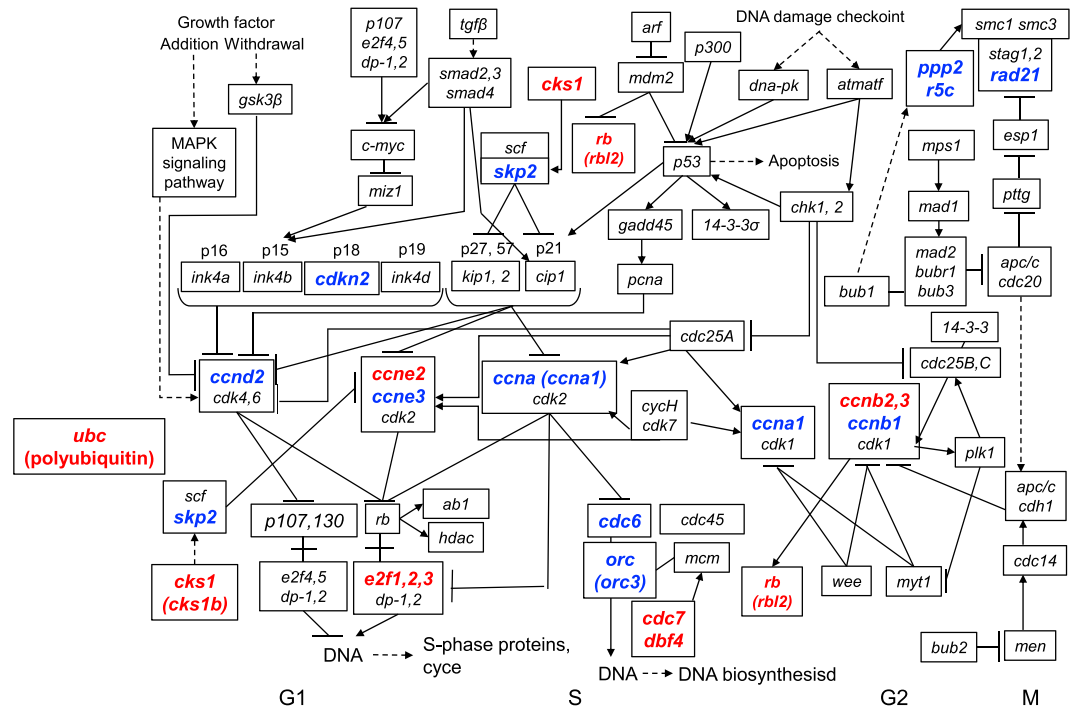 Growth factor
Addition Withdrawal
gsk3β
MAPK
signaling
pathway
p107
e2f4,5
dp-1,2
tgfβ
smad2,3
smad4
c-myc
miz1
cks1
scf
skp2
arf
mdm2
p300
rb
(rbl2)
p53
Apoptosis
DNA damage checkoint
dna-pk
atmatf
chk1, 2
gadd45
14-3-3σ
pcna
ppp2
r5c
smc1 smc3
stag1,2
rad21
esp1
pttg
mps1
mad1
mad2
bubr1
bub3
bub1
apc/c
cdc20
p16
ink4a
p15
ink4b
p18
cdkn2
p19
ink4d
p27, 57
kip1, 2
p21
cip1
cdc25A
14-3-3
cdc25B,C
ccnd2
cdk4,6
ccne2
ccne3
cdk2
ccna (ccna1)
cdk2
cycH
cdk7
ccna1
cdk1
ccnb2,3
ccnb1
cdk1
plk1
ubc
(polyubiquitin)
scf
skp2
cks1
(cks1b)
p107,130
rb
ab1
hdac
e2f4,5
dp-1,2
e2f1,2,3
dp-1,2
DNA
S-phase proteins,
cyce
cdc6
cdc45
orc
(orc3)
mcm
cdc7
dbf4
DNA
DNA biosynthesisd
rb
(rbl2)
wee
myt1
apc/c
cdh1
cdc14
bub2
men
G1
S
G2
M